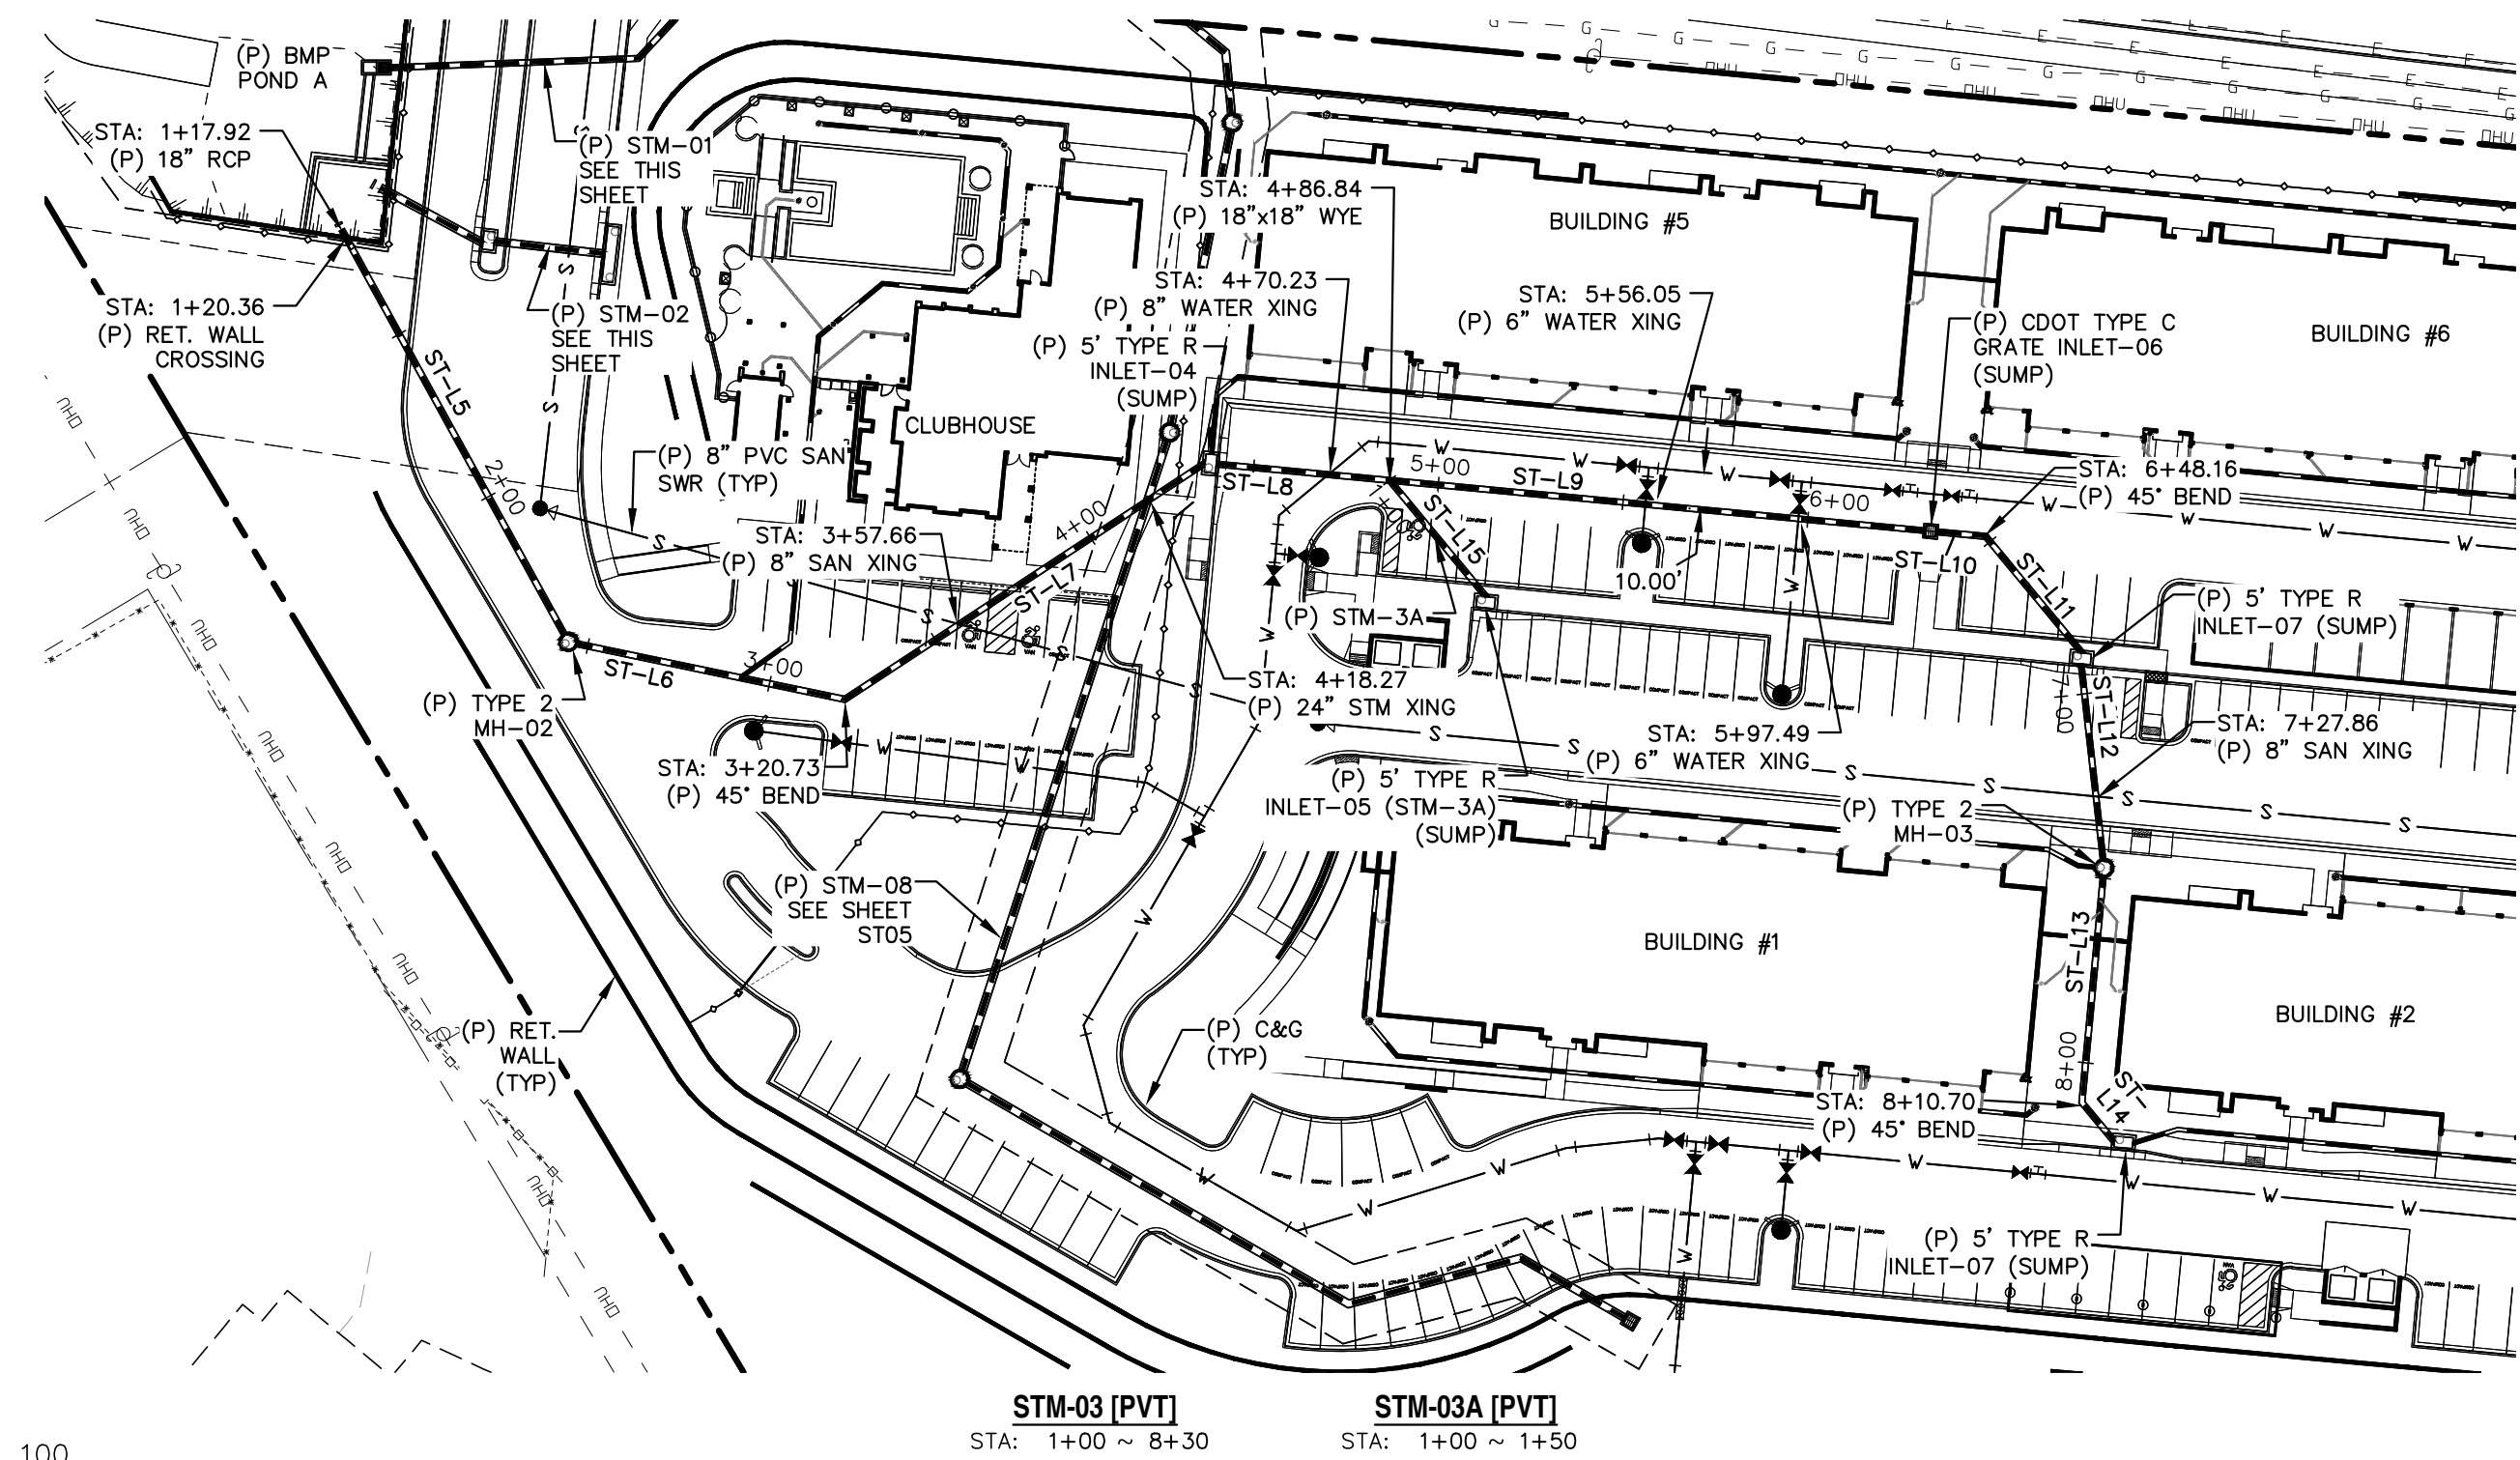 (P) BMP
POND A
STA: 1+17.92
(P) 18" RCP
(P) STM-01
SEE THIS
SHEET
STA: 1+20.36
(P) RET. WALL
CROSSING
(P) STM-02
SEE THIS
SHEET
STA: 4+86.84
(P) 18"x18" WYE
STA: 4+70.23
(P) 8" WATER XING
(P) 5' TYPE R
INLET-04
(SUMP)
STA: 5+56.05
(P) 6" WATER XING
BUILDING #5
(P) CDOT TYPE C
GRATE INLET-06
(SUMP)
BUILDING #6
CLUBHOUSE
ST-L5
2+00
(P) 8" PVC SAN
SWR (TYP)
STA: 3+57.66
(P) 8" SAN XING
4+00
ST-L7
ST-L8
5+00
ST-L9
ST-L15
1+00
6+00
STA: 6+48.16
(P) 45° BEND
ST-L10
ST-L11
10.00'
(P) STM-3A
(P) 5' TYPE R
INLET-07 (SUMP)
ST-L6
3+00
(P) TYPE 2
MH-02
STA: 4+18.27
(P) 24" STM XING
7+00
ST-L12
STA: 7+27.86
(P) 8" SAN XING
STA: 5+97.49
(P) 6" WATER XING
STA: 3+20.73
(P) 45° BEND
(P) 5' TYPE R
INLET-05 (STM-3A)
(SUMP)
(P) TYPE 2
MH-03
(P) STM-08
SEE SHEET
ST05
BUILDING #1
ST-L13
BUILDING #2
(P) RET.
WALL
(TYP)
(P) C&G
(TYP)
8+00
STA: 8+10.70
(P) 45° BEND
ST-
L14
(P) 5' TYPE R
INLET-07 (SUMP)
STM-03 [PVT]
STA: 1+00 ~ 8+30
STM-03A [PVT]
STA: 1+00 ~ 1+50
100